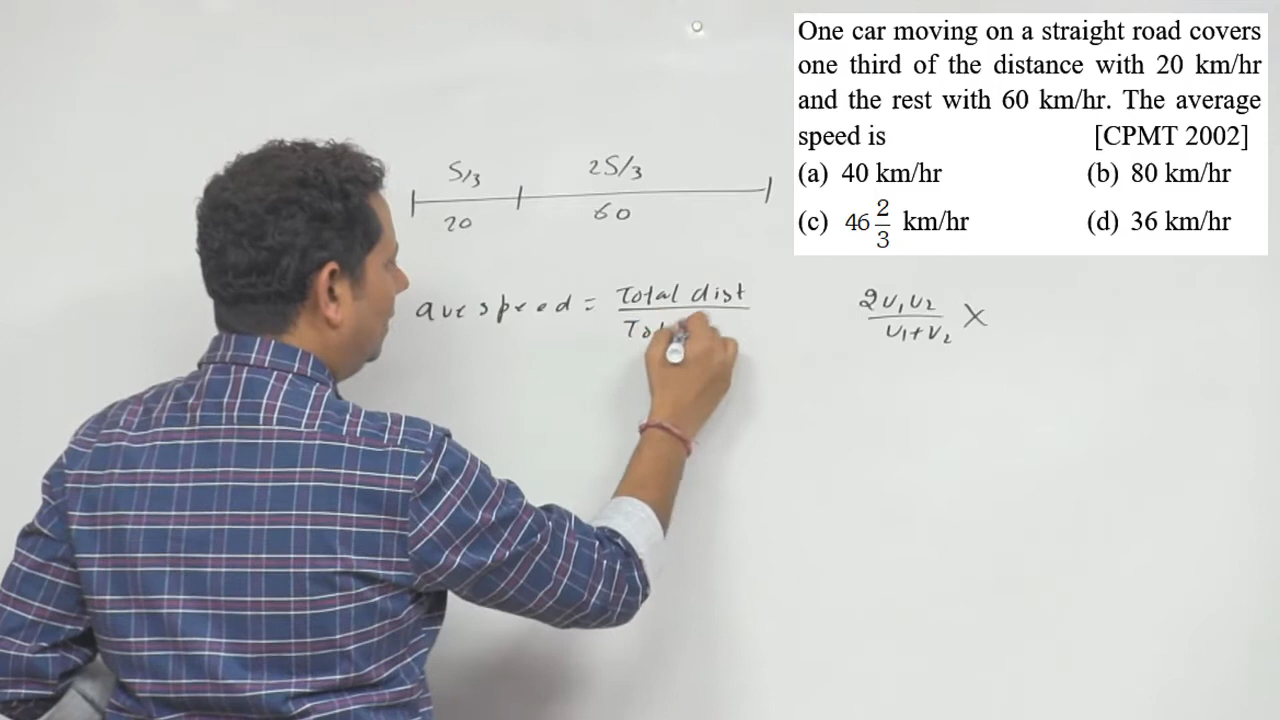 One car moving on a straight road covers
one third of the distance with 20 km/hr
and the rest with 60 km/hr. The average
speed is [CPMT 2002]
(a) 40 km/hr (b) 80 km/hr
(c) 46 2/3 km/hr (d) 36 km/hr
S/3 2S/3
20 60
ave speed = Total dist
2v₁v₂
v₁+v₂ X